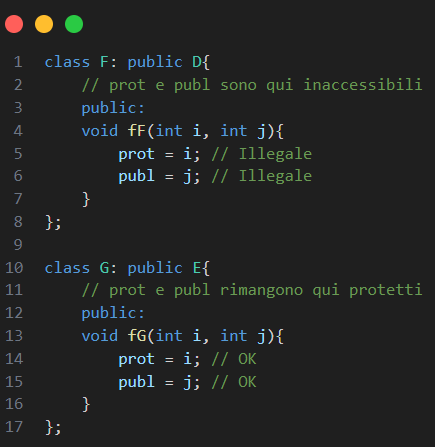 1 class F: public D{
2 // prot e publ sono qui inaccessibili
3 public:
4 void fF(int i, int j){
5 prot = i; // Illegale
6 publ = j; // Illegale
7 }
8 };
9
10 class G: public E{
11 // prot e publ rimangono qui protetti
12 public:
13 void fG(int i, int j){
14 prot = i; // OK
15 publ = j; // OK
16 }
17 };